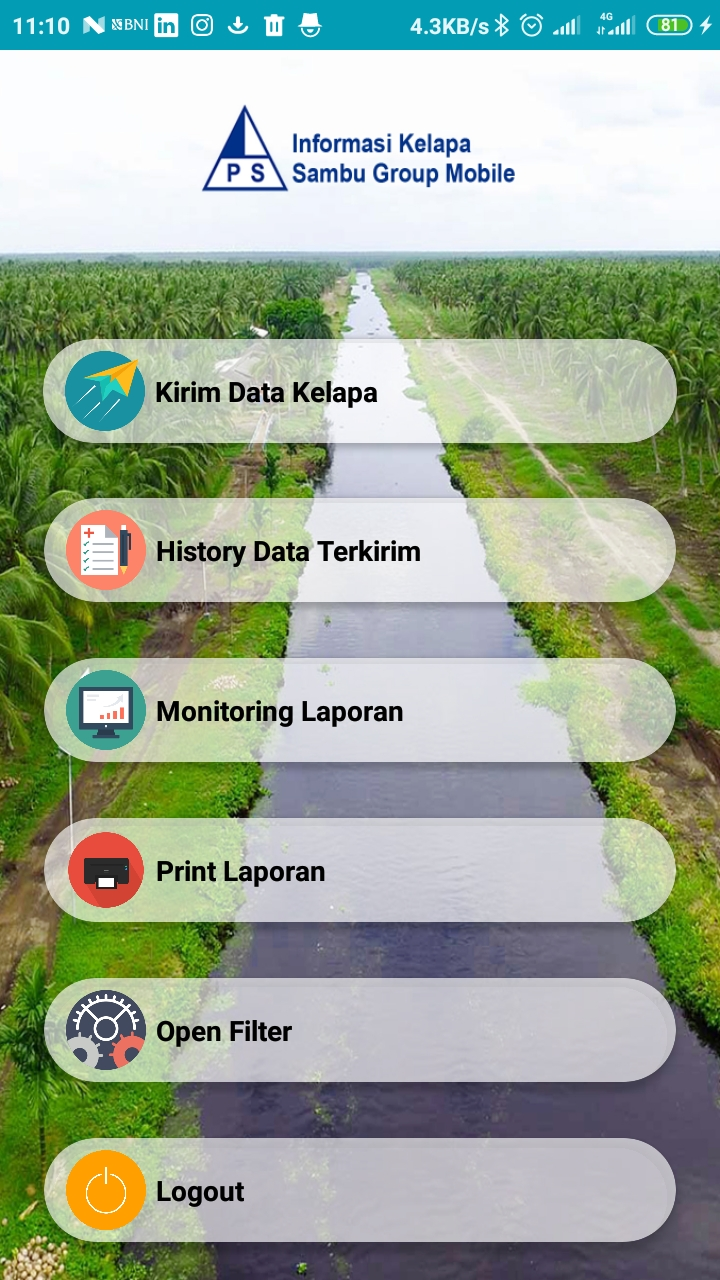 11:10 BNI 4.3KB/s 4G 81
Informasi Kelapa
P S Sambu Group Mobile
Kirim Data Kelapa
History Data Terkirim
Monitoring Laporan
Print Laporan
Open Filter
Logout